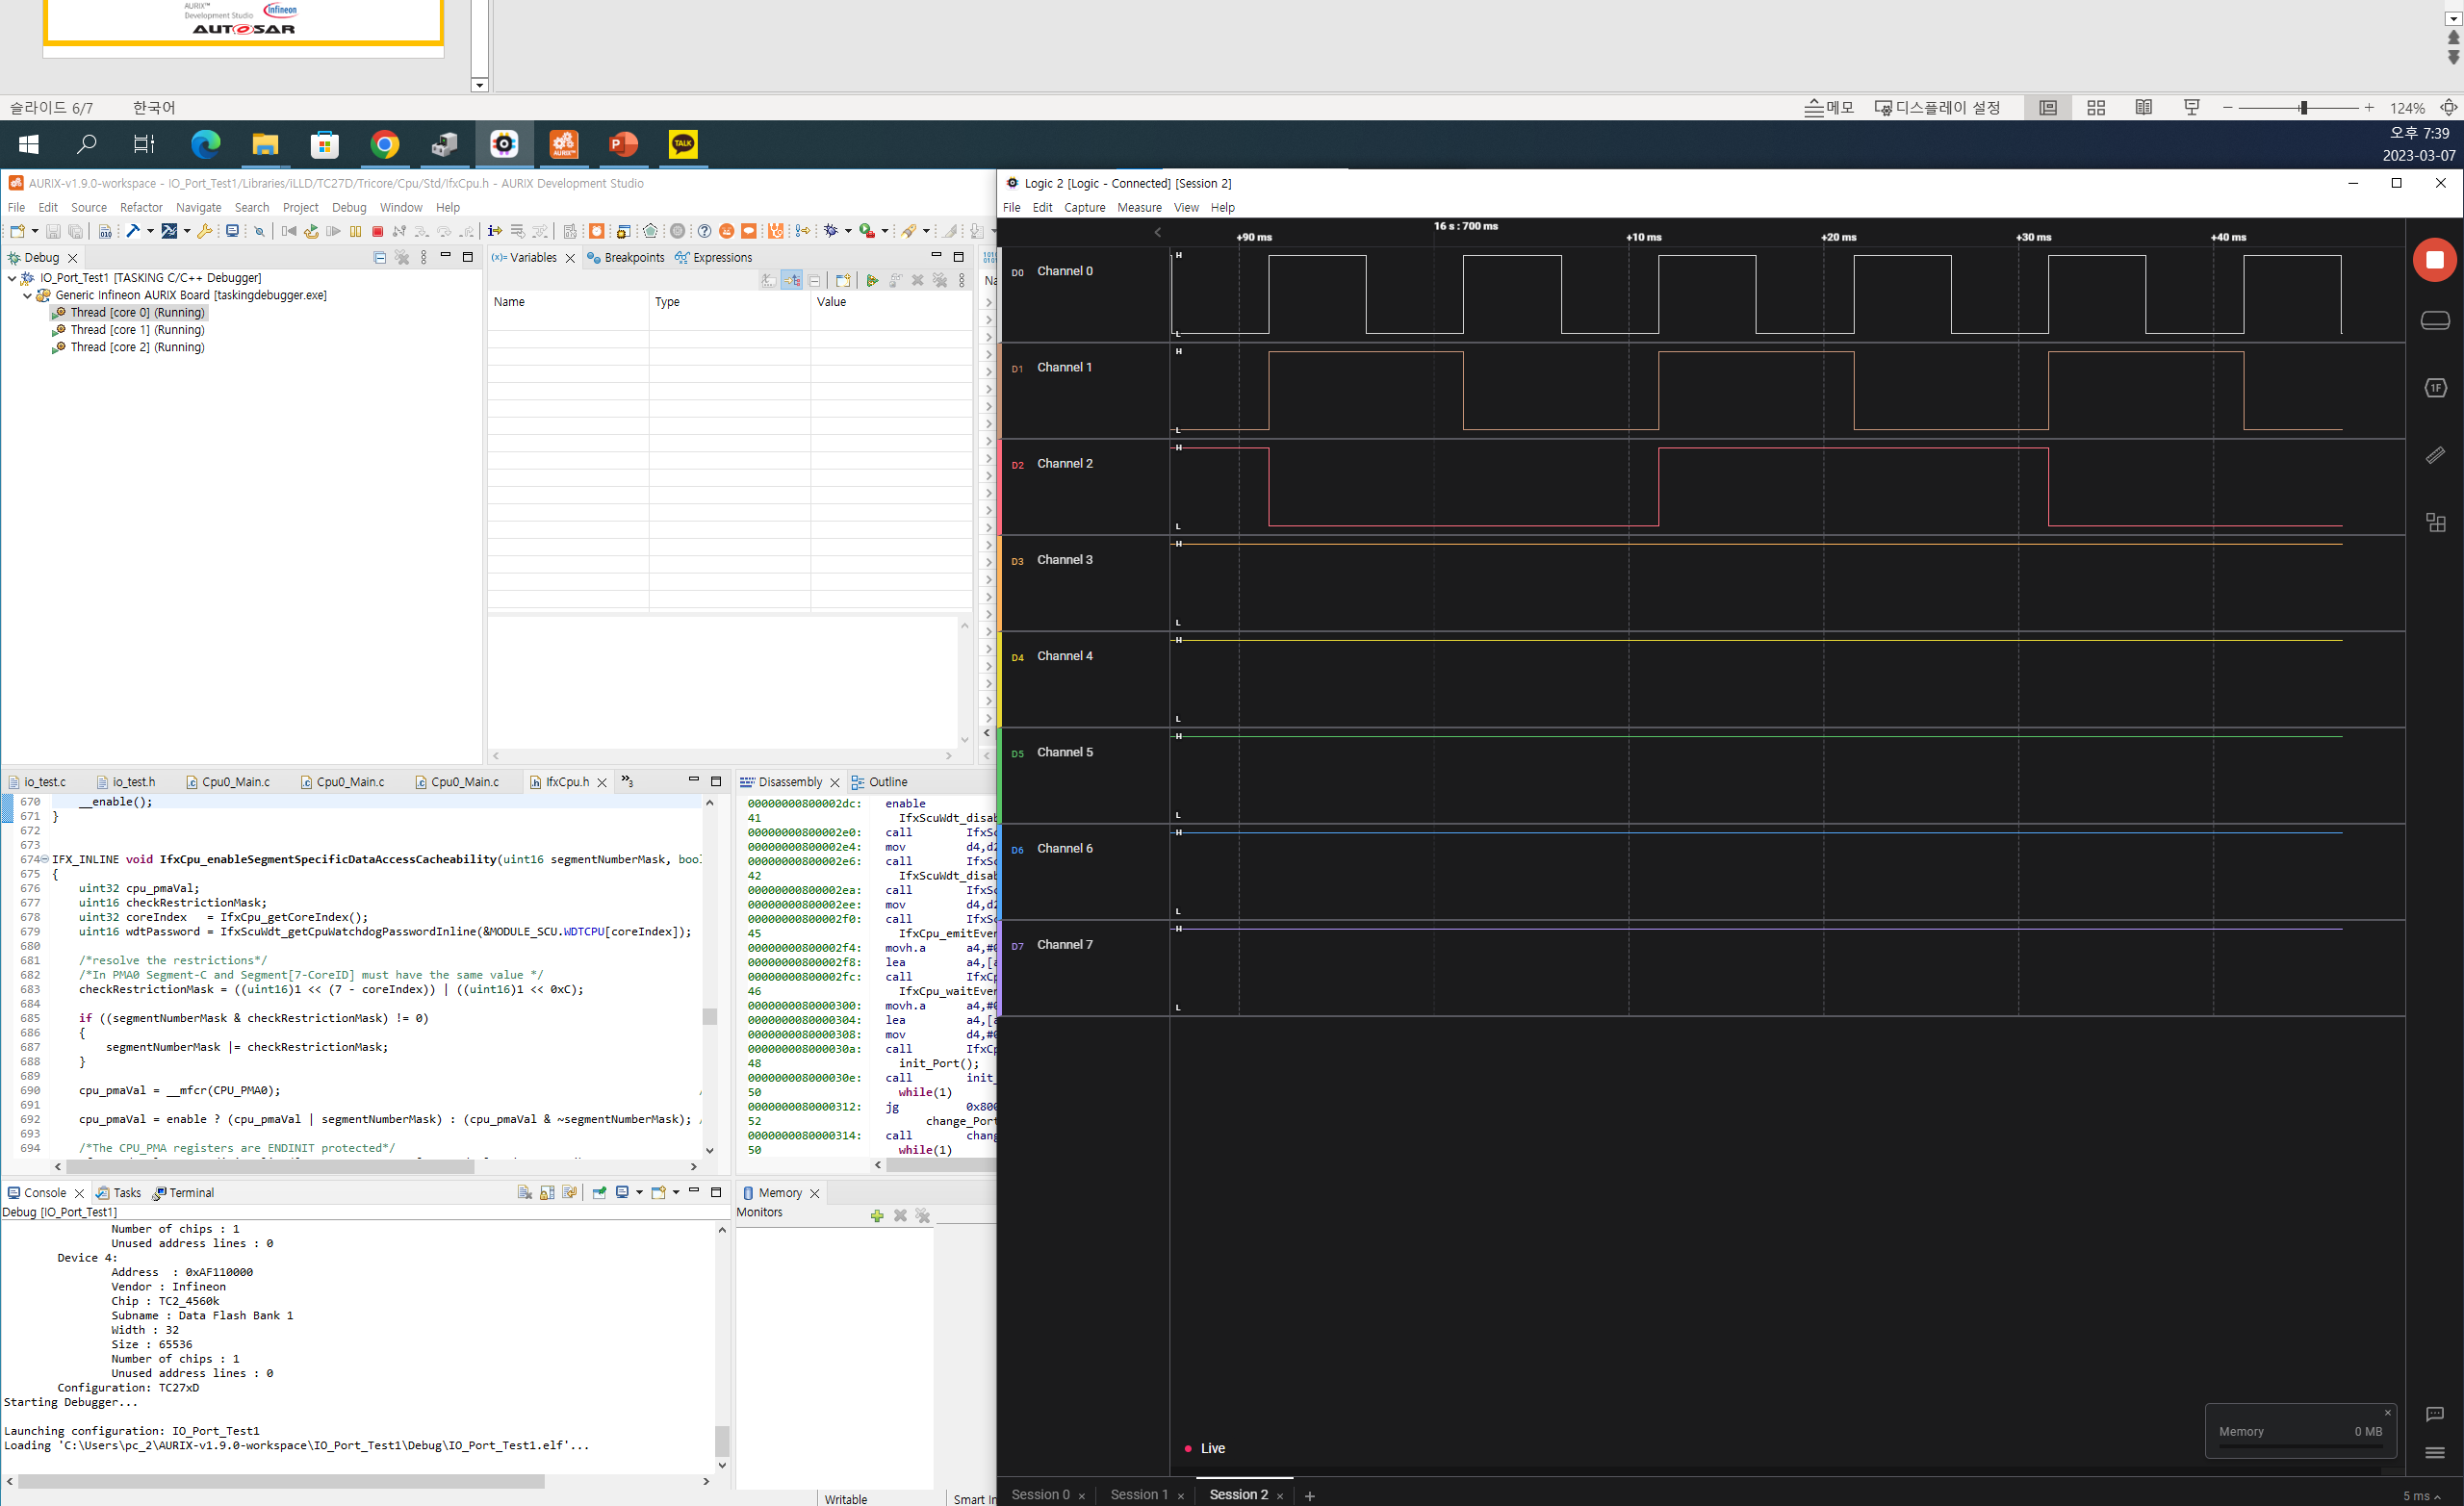 AURIX™
Development Studio
infineon
AUTOSAR
슬라이드 6/7
한국어
메모
디스플레이 설정
124%
오후 7:39
2023-03-07
AURIX-v1.9.0-workspace - IO_Port_Test1/Libraries/iLLD/TC27D/Tricore/Cpu/Std/IfxCpu.h - AURIX Development Studio
File Edit Source Refactor Navigate Search Project Debug Window Help
Debug
IO_Port_Test1 [TASKING C/C++ Debugger]
Generic Infineon AURIX Board [taskingdebugger.exe]
Thread [core 0] (Running)
Thread [core 1] (Running)
Thread [core 2] (Running)
(x)= Variables Breakpoints Expressions
Name Type Value
Na
io_test.c io_test.h Cpu0_Main.c Cpu0_Main.c Cpu0_Main.c IfxCpu.h »3
670 __enable();
671 }
672
673
674 IFX_INLINE void IfxCpu_enableSegmentSpecificDataAccessCacheability(uint16 segmentNumberMask, bool
675 {
676 uint32 cpu_pmaVal;
677 uint16 checkRestrictionMask;
678 uint32 coreIndex = IfxCpu_getCoreIndex();
679 uint16 wdtPassword = IfxScuWdt_getCpuWatchdogPasswordInline(&MODULE_SCU.WDTCPU[coreIndex]);
680
681 /*resolve the restrictions*/
682 /*In PMA0 Segment-C and Segment[7-CoreID] must have the same value */
683 checkRestrictionMask = ((uint16)1 << (7 - coreIndex)) | ((uint16)1 << 0xC);
684
685 if ((segmentNumberMask & checkRestrictionMask) != 0)
686 {
687 segmentNumberMask |= checkRestrictionMask;
688 }
689
690 cpu_pmaVal = __mfcr(CPU_PMA0);
691
692 cpu_pmaVal = enable ? (cpu_pmaVal | segmentNumberMask) : (cpu_pmaVal & ~segmentNumberMask); /
693
694 /*The CPU_PMA registers are ENDINIT protected*/
Disassembly Outline
00000000800002dc: enable
41 IfxScuWdt_disab
00000000800002e0: call IfxSc
00000000800002e4: mov d4,d2
00000000800002e6: call IfxSc
42 IfxScuWdt_disab
00000000800002ea: call IfxSc
00000000800002ee: mov d4,d2
00000000800002f0: call IfxSc
45 IfxCpu_emitEver
00000000800002f4: movh.a a4,#0
00000000800002f8: lea a4,[a
00000000800002fc: call IfxCp
46 IfxCpu_waitEver
0000000080000300: movh.a a4,#0
0000000080000304: lea a4,[a
0000000080000308: mov d4,#0
000000008000030a: call IfxCp
48 init_Port();
000000008000030e: call init_
50 while(1)
0000000080000312: jg 0x800
52 change_Port
0000000080000314: call chang
50 while(1)
Console Tasks Terminal
Debug [IO_Port_Test1]
Number of chips : 1
Unused address lines : 0
Device 4:
Address : 0xAF110000
Vendor : Infineon
Chip : TC2_4560k
Subname : Data Flash Bank 1
Width : 32
Size : 65536
Number of chips : 1
Unused address lines : 0
Configuration: TC27xD
Starting Debugger...
Launching configuration: IO_Port_Test1
Loading 'C:\Users\pc_2\AURIX-v1.9.0-workspace\IO_Port_Test1\Debug\IO_Port_Test1.elf'...
Memory
Monitors
Writable
Smart In
Logic 2 [Logic - Connected] [Session 2]
File Edit Capture Measure View Help
16 s : 700 ms
+90 ms +10 ms +20 ms +30 ms +40 ms
D0 Channel 0 H L
D1 Channel 1 H L
D2 Channel 2 H L
D3 Channel 3 H L
D4 Channel 4 H L
D5 Channel 5 H L
D6 Channel 6 H L
D7 Channel 7 H L
1F
Live
Memory 0 MB
Session 0 Session 1 Session 2
5 ms